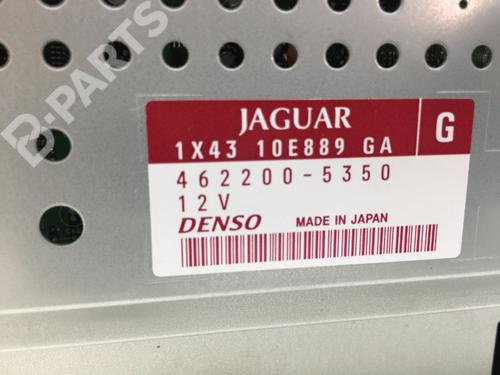 B-PARTS
JAGUAR
1X43 10E889 GA
G
462200-5350
12V
DENSO MADE IN JAPAN